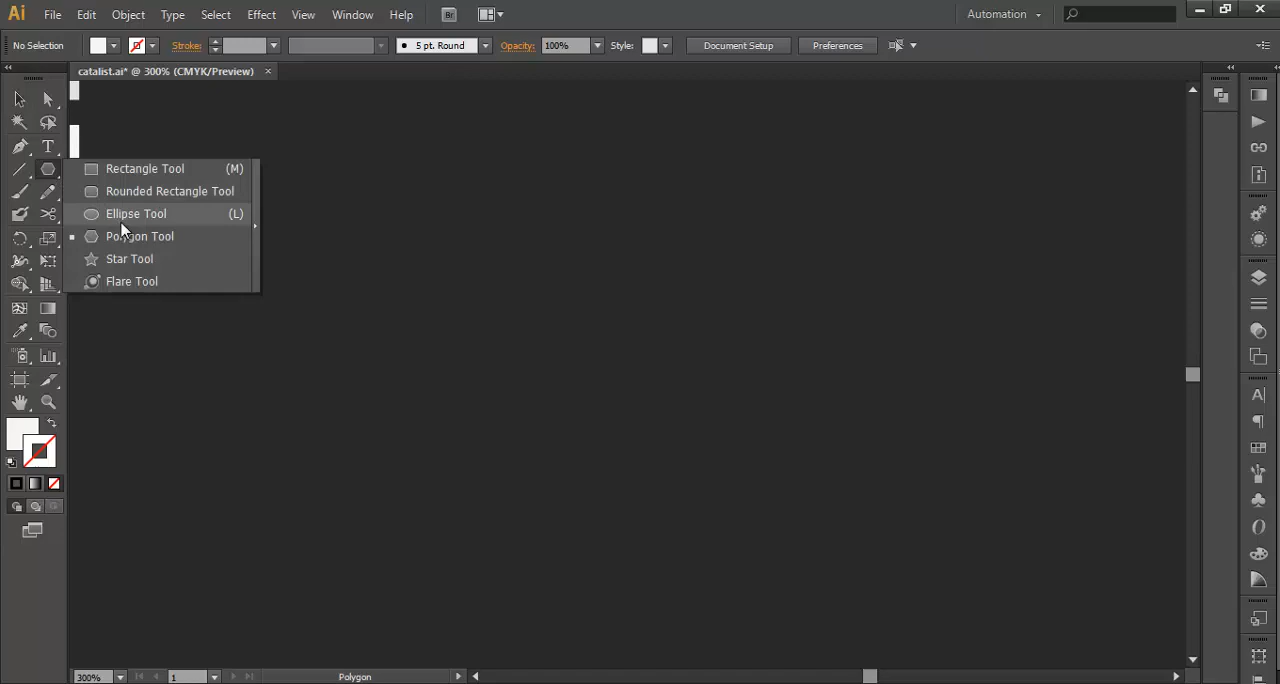 Ai File Edit Object Type Select Effect View Window Help Br Automation
No Selection Stroke: 5 pt. Round Opacity: 100% Style: Document Setup Preferences
catalist.ai* @ 300% (CMYK/Preview) ×
Rectangle Tool (M)
Rounded Rectangle Tool
Ellipse Tool (L)
Polygon Tool
Star Tool
Flare Tool
300% 1 Polygon